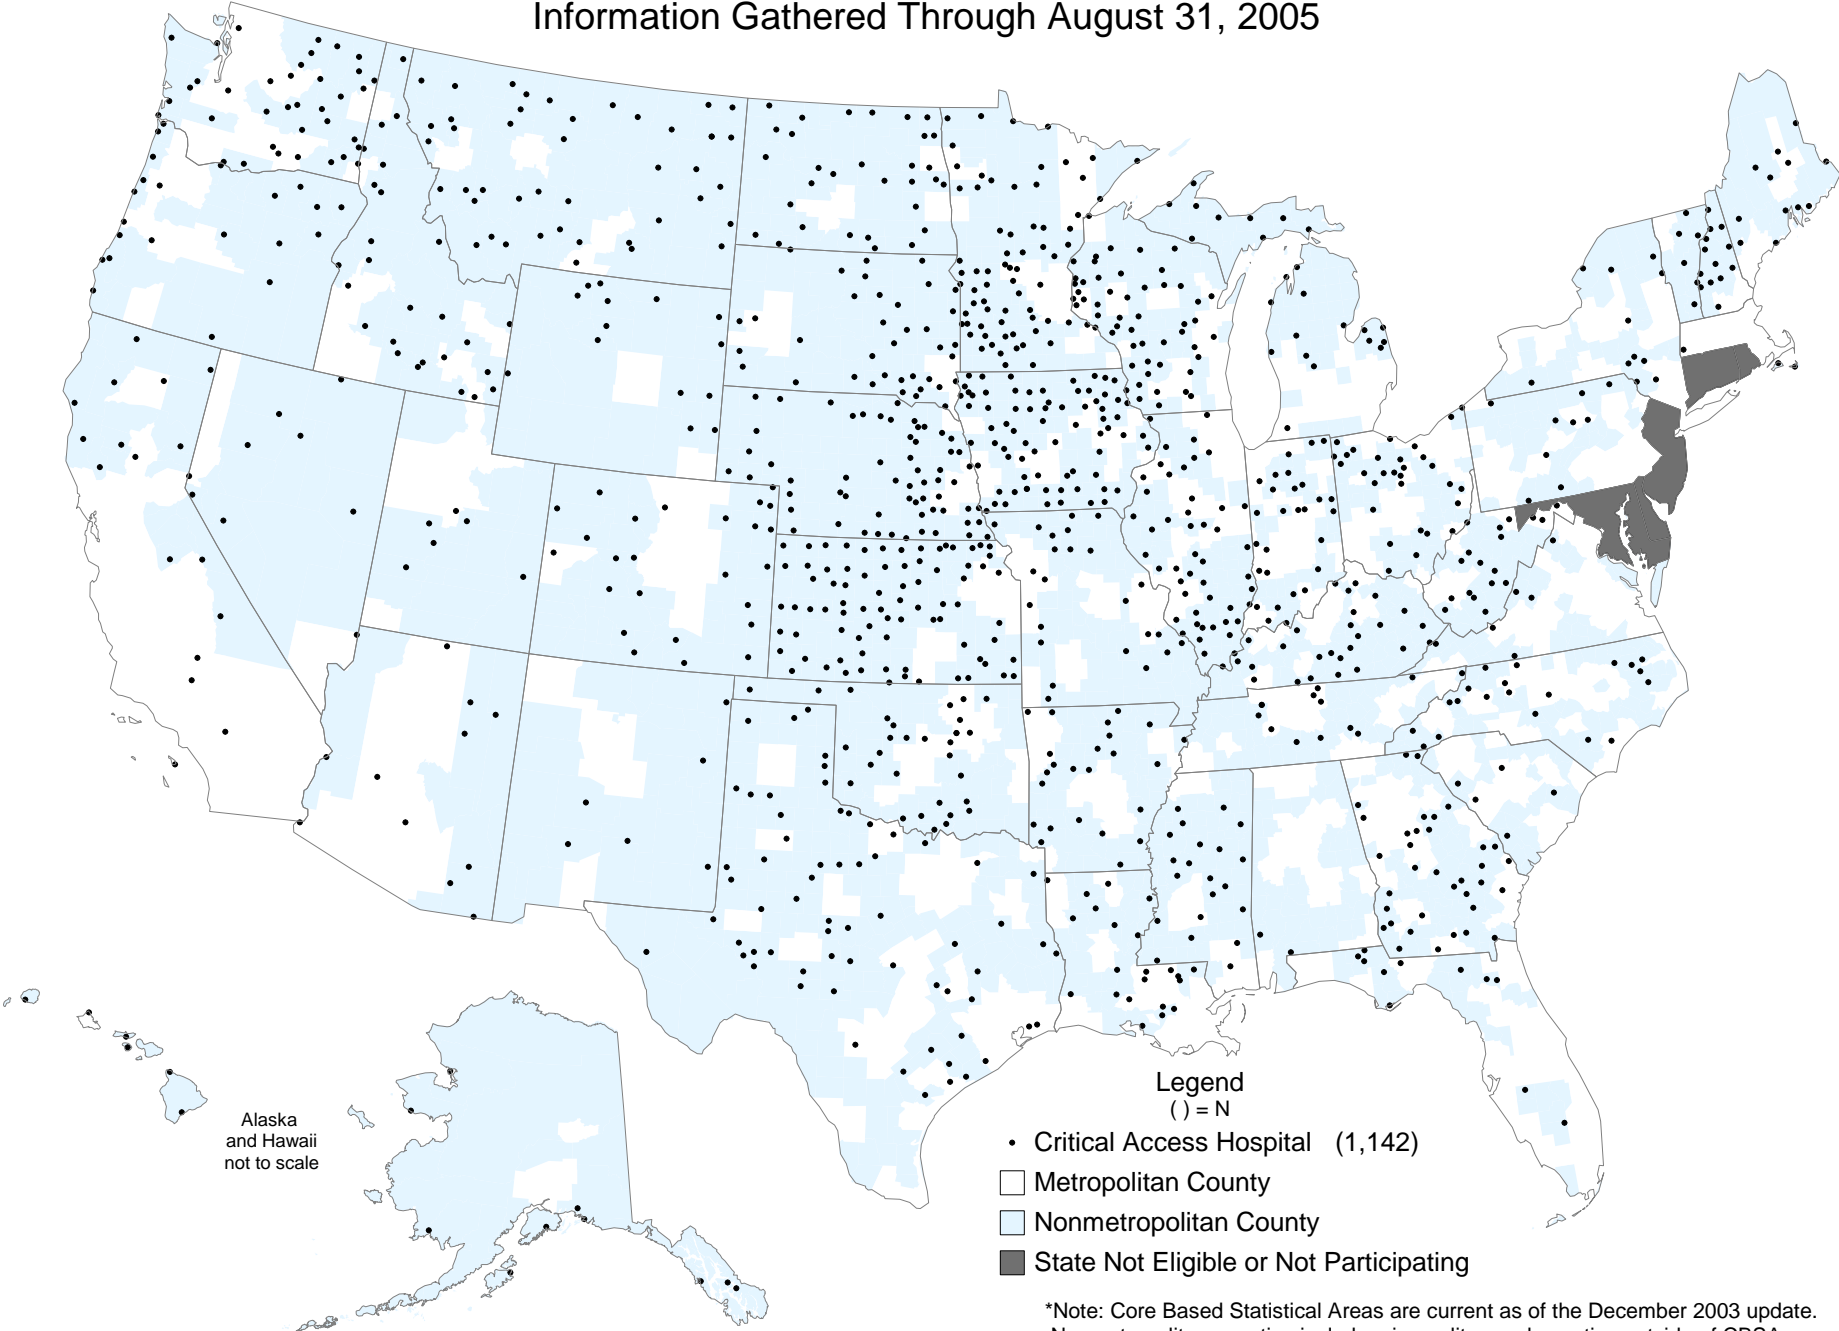 Information Gathered Through August 31, 2005
Alaska
and Hawaii
not to scale
Legend
( ) = N
Critical Access Hospital (1,142)
Metropolitan County
Nonmetropolitan County
State Not Eligible or Not Participating
*Note: Core Based Statistical Areas are current as of the December 2003 update.